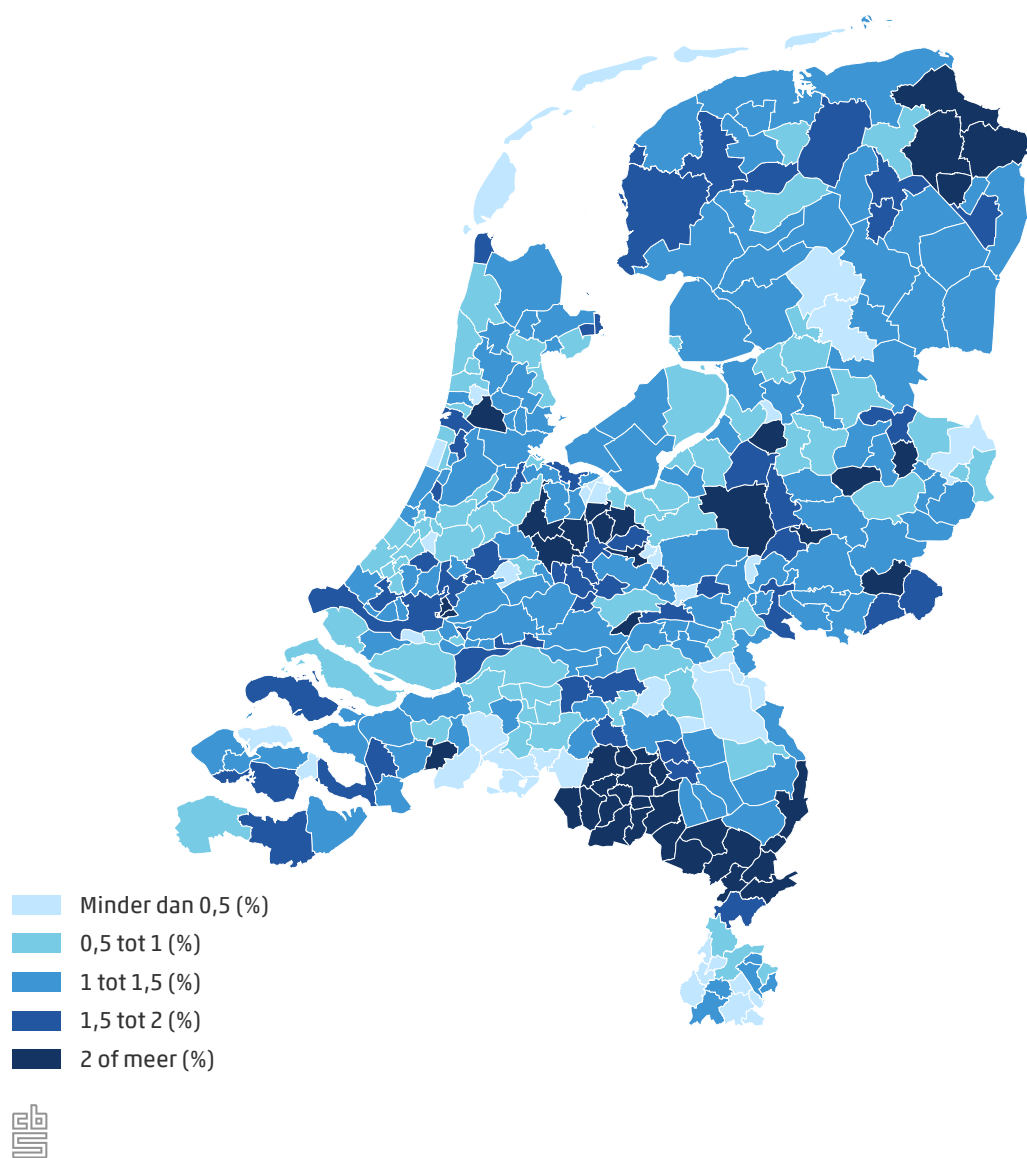 Minder dan 0,5 (%)
0,5 tot 1 (%)
1 tot 1,5 (%)
1,5 tot 2 (%)
2 of meer (%)
cbs